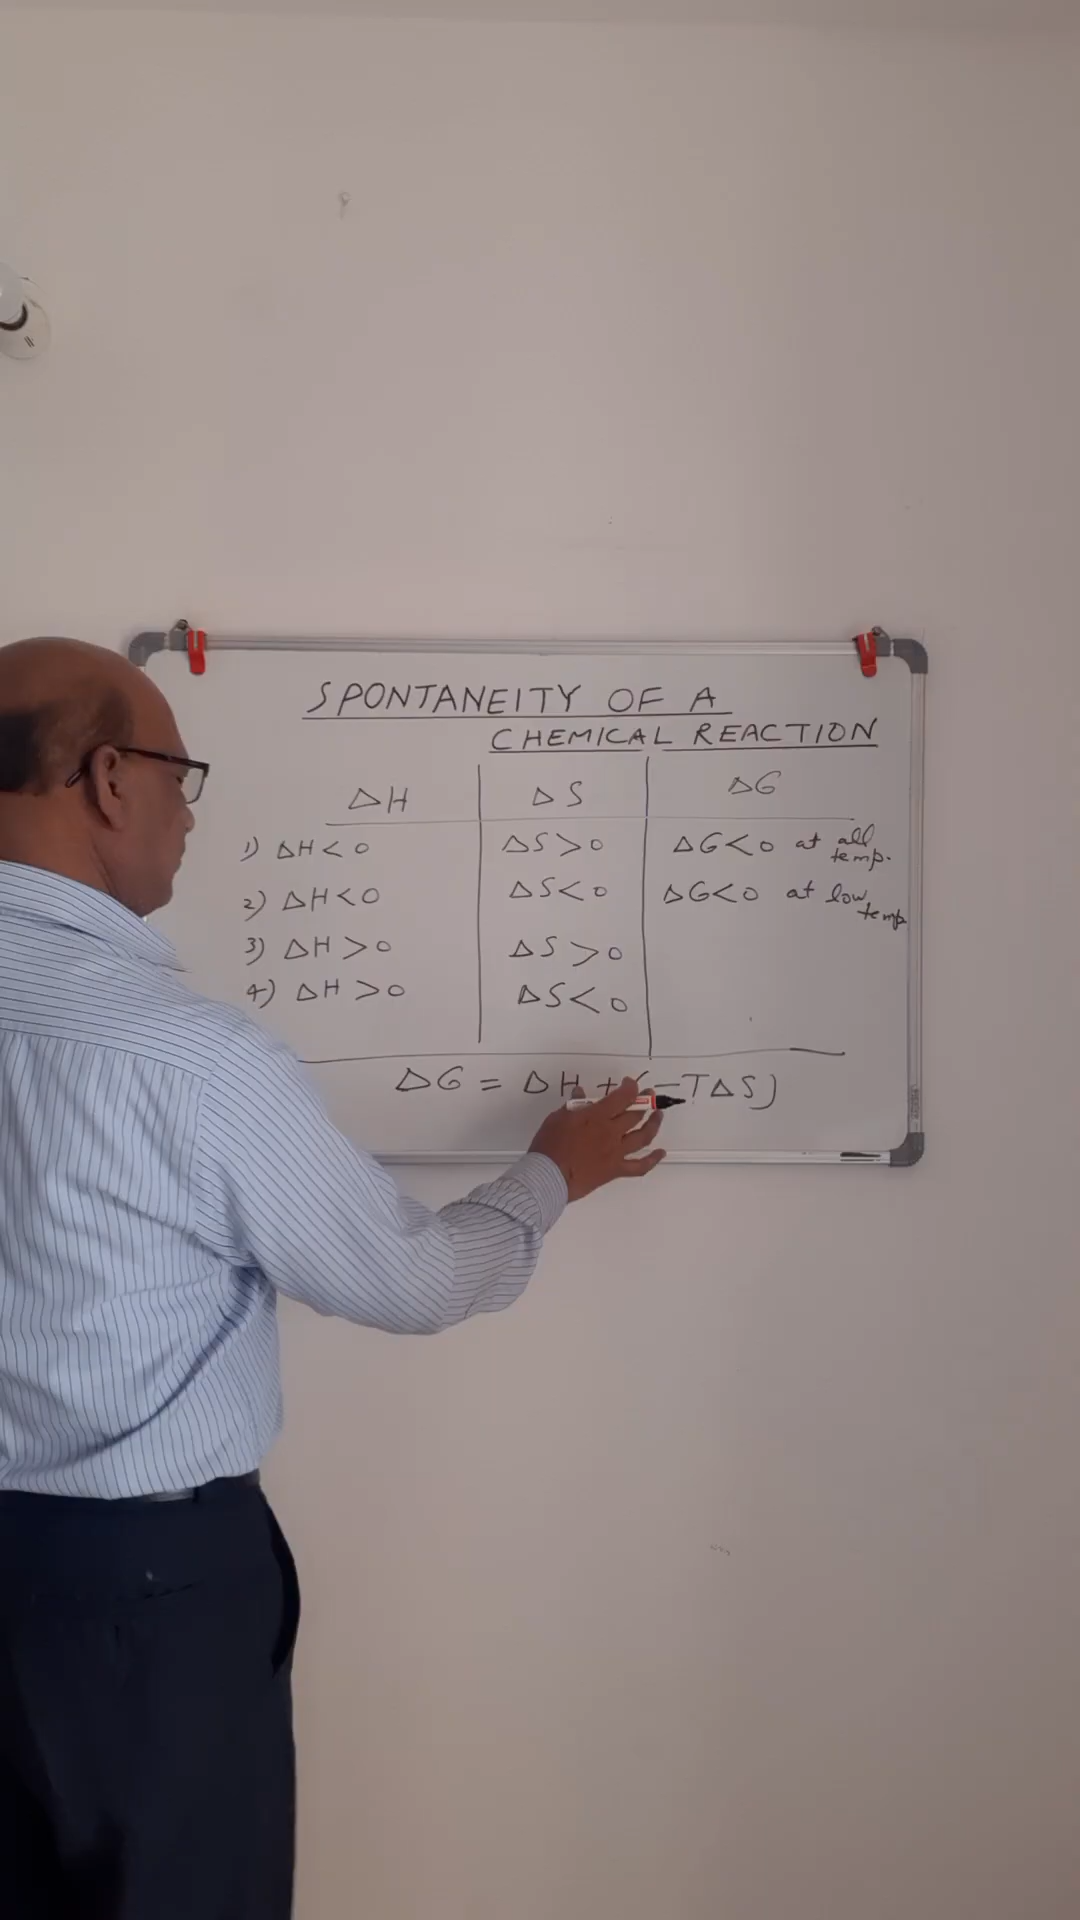 SPONTANEITY OF A
CHEMICAL REACTION
ΔH ΔS ΔG
1) ΔH < 0 ΔS > 0 ΔG < 0 at all temp.
2) ΔH < 0 ΔS < 0 ΔG < 0 at low temp
3) ΔH > 0 ΔS > 0
4) ΔH > 0 ΔS < 0
ΔG = ΔH + (-TΔS)